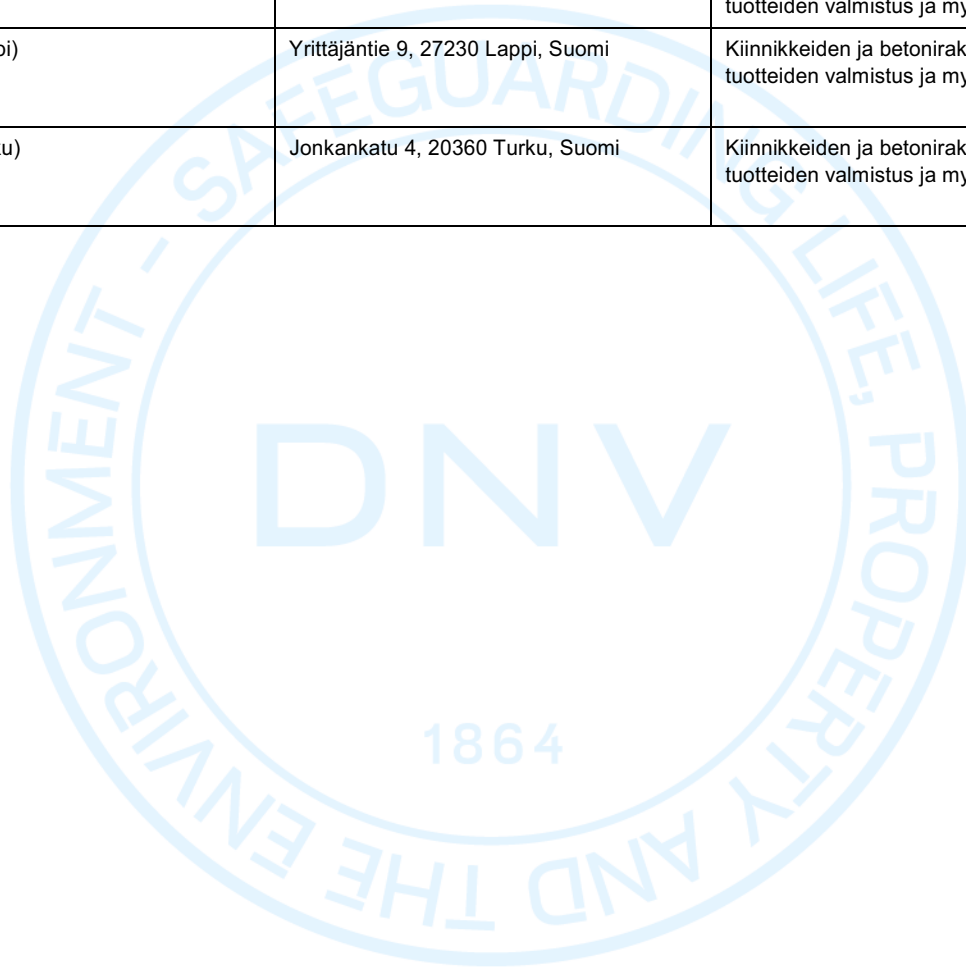 tuotteiden valmistus ja my
pi)
Yrittäjäntie 9, 27230 Lappi, Suomi
Kiinnikkeiden ja betonirak
tuotteiden valmistus ja my
ku)
Jonkankatu 4, 20360 Turku, Suomi
Kiinnikkeiden ja betonirak
tuotteiden valmistus ja my
SAFEGUARDING LIFE, PROPERTY AND THE ENVIRONMENT -
DNV
1864